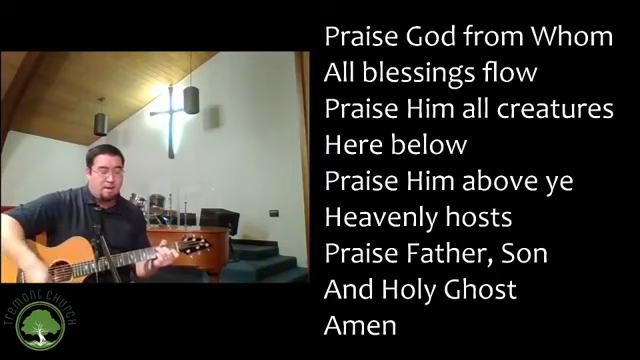 Praise God from Whom
All blessings flow
Praise Him all creatures
Here below
Praise Him above ye
Heavenly hosts
Praise Father, Son
And Holy Ghost
Amen
Tremont Church